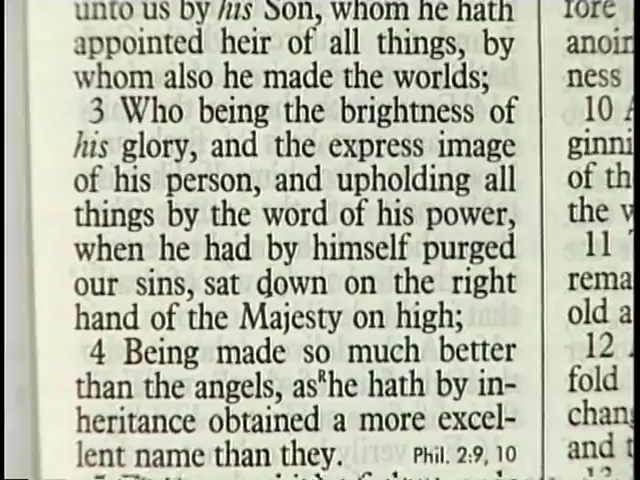 unto us by his Son, whom he hath
appointed heir of all things, by
whom also he made the worlds;
3 Who being the brightness of
his glory, and the express image
of his person, and upholding all
things by the word of his power,
when he had by himself purged
our sins, sat down on the right
hand of the Majesty on high;
4 Being made so much better
than the angels, asᴿhe hath by in-
heritance obtained a more excel-
lent name than they. Phil. 2:9, 10
fore
anoin
ness
10
ginni
of th
the w
11
rema
old a
12
fold
chan
and t